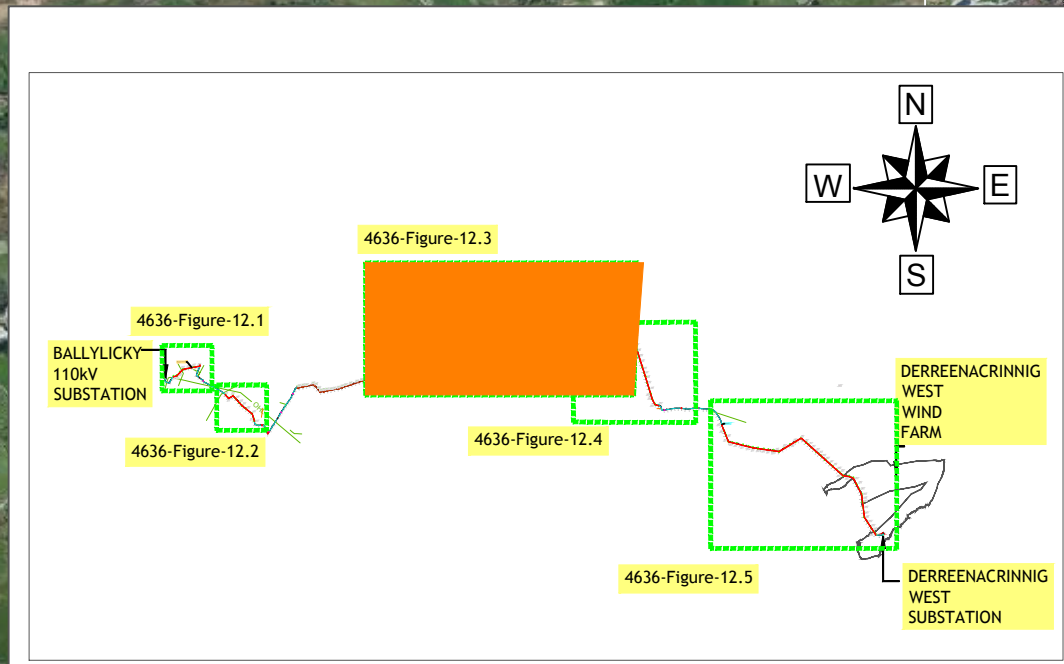 N
W
E
S
4636-Figure-12.3
4636-Figure-12.1
BALLYLICKY
110kV
SUBSTATION
4636-Figure-12.2
4636-Figure-12.4
DERREENACRINNIG
WEST
WIND
FARM
4636-Figure-12.5
DERREENACRINNIG
WEST
SUBSTATION